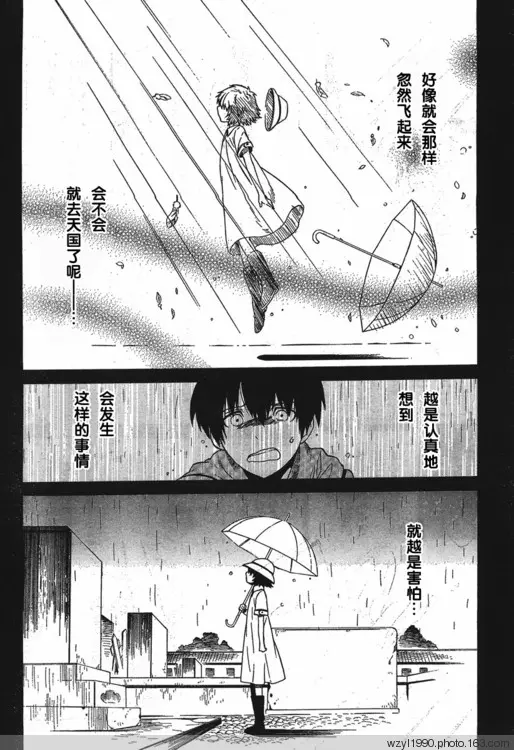 好像就会那样
忽然飞起来
会不会
就去天国了呢——…
越是认真地
想到
会发生
这样的事情
就越是害怕…
wzyl1990.photo.163.com